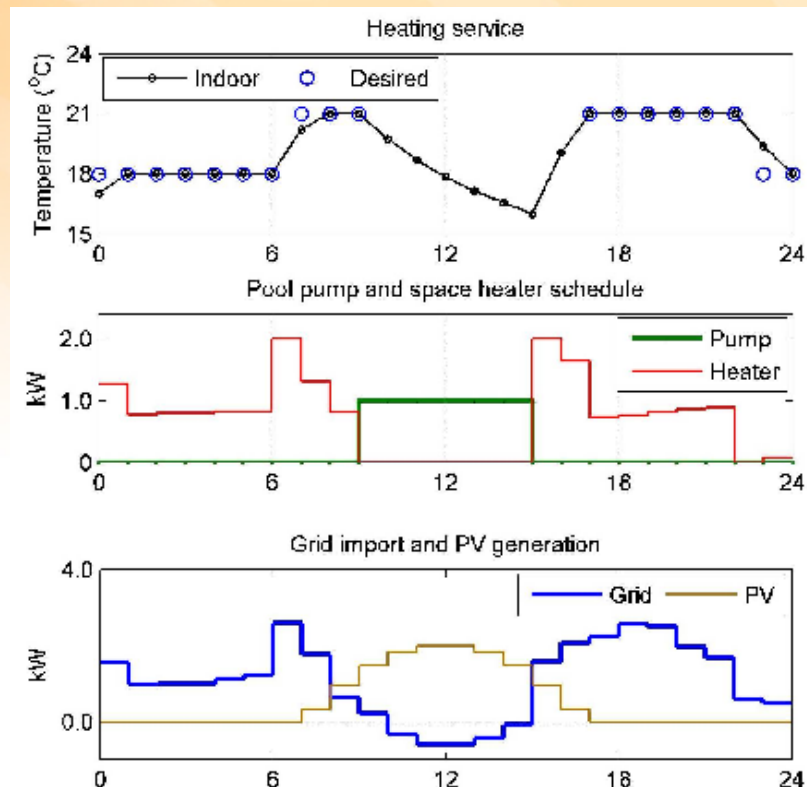 Heating service
24
21
18
15
Temperature (°C)
Indoor
Desired
0 6 12 18 24
Pool pump and space heater schedule
2.0
1.0
0
kW
Pump
Heater
0 6 12 18 24
Grid import and PV generation
4.0
0.0
kW
Grid
PV
0 6 12 18 24